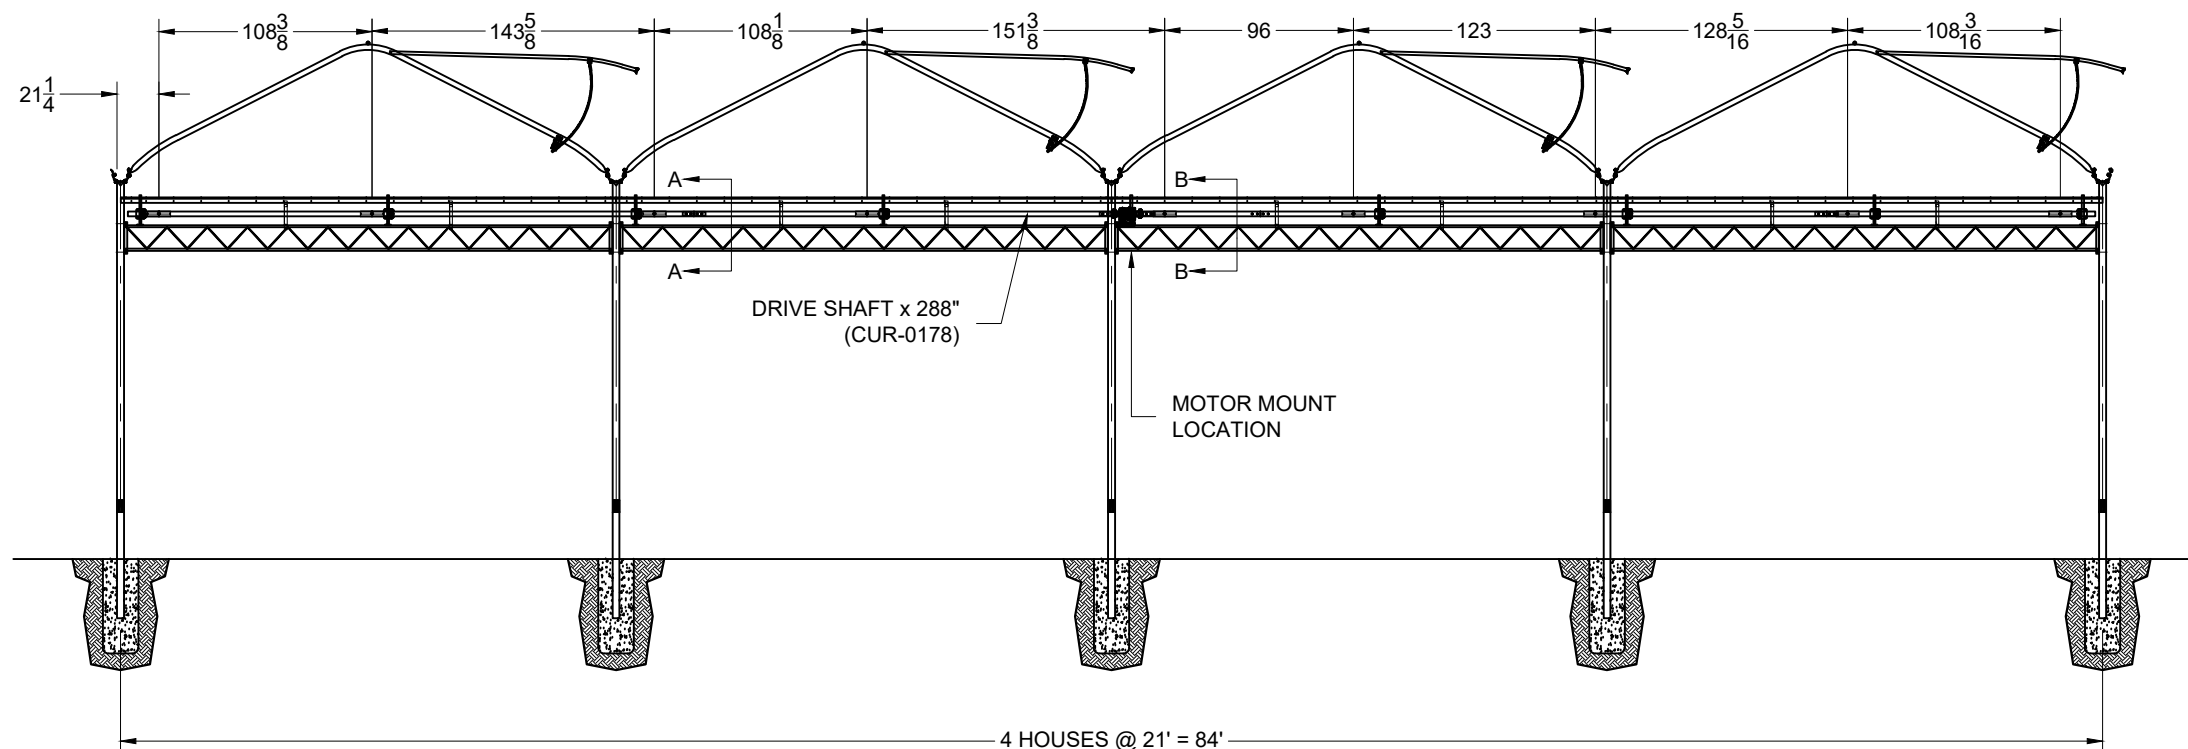 108 3/8
143 5/8
108 1/8
151 3/8
96
123
128 5/16
108 3/16
21 1/4
A
B
A
B
DRIVE SHAFT x 288"
(CUR-0178)
MOTOR MOUNT
LOCATION
4 HOUSES @ 21' = 84'